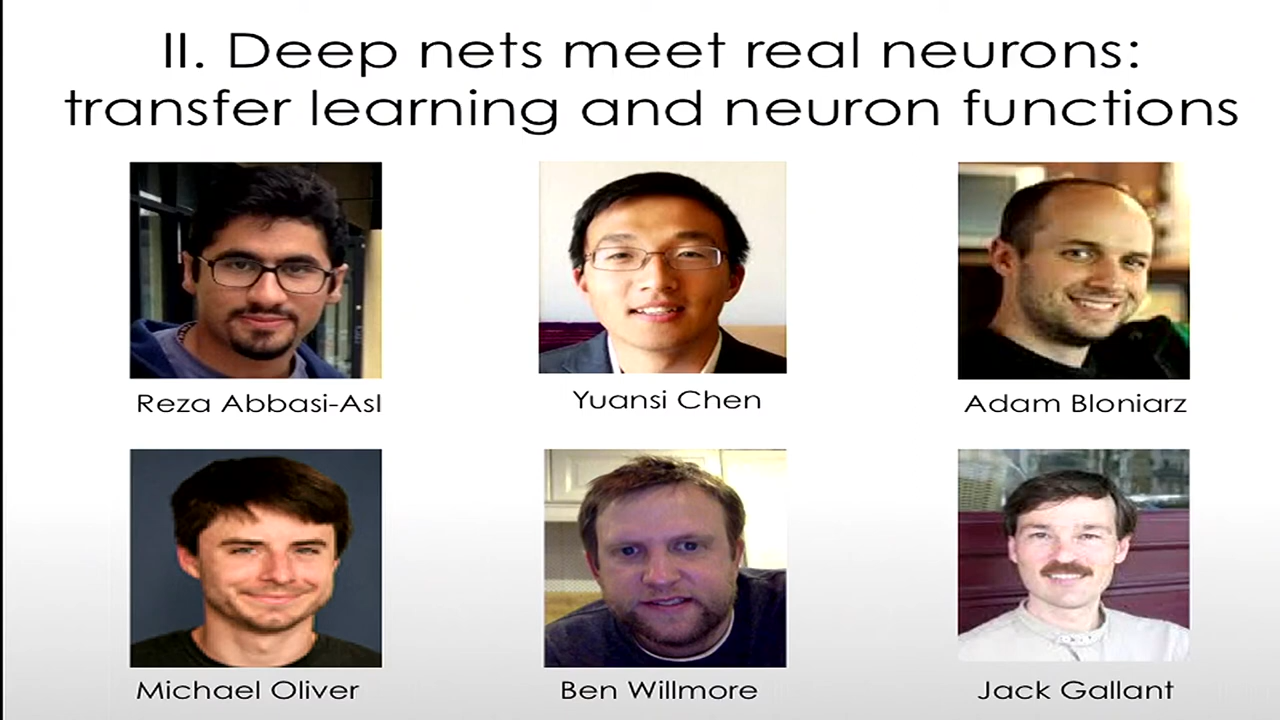 II. Deep nets meet real neurons:
transfer learning and neuron functions
Reza Abbasi-Asl
Yuansi Chen
Adam Bloniarz
Michael Oliver
Ben Willmore
Jack Gallant